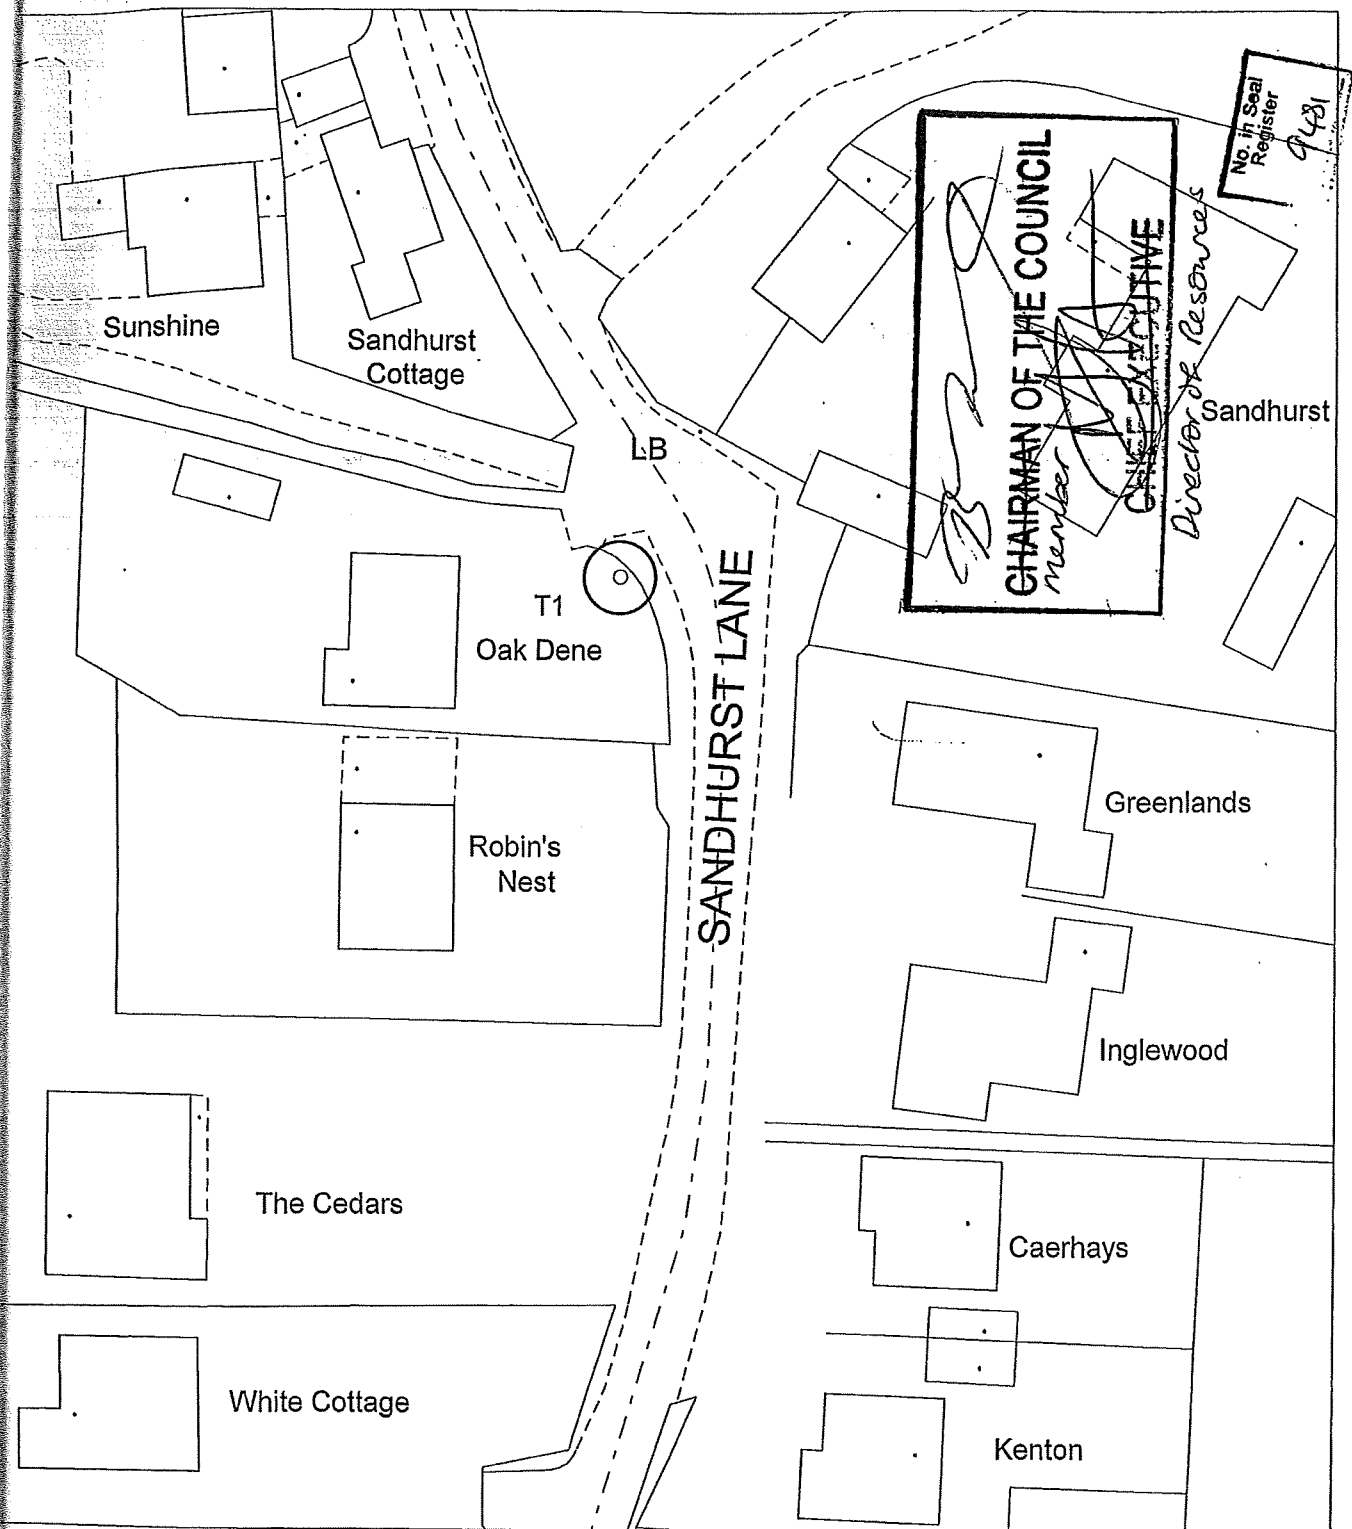 No. in Seal
Register
9481
CHAIRMAN OF THE COUNCIL
member
CHIEF EXECUTIVE
Director of Resources
Sunshine
Sandhurst
Cottage
Sandhurst
LB
T1
Oak Dene
SANDHURST LANE
Robin's
Nest
Greenlands
Inglewood
The Cedars
Caerhays
White Cottage
Kenton